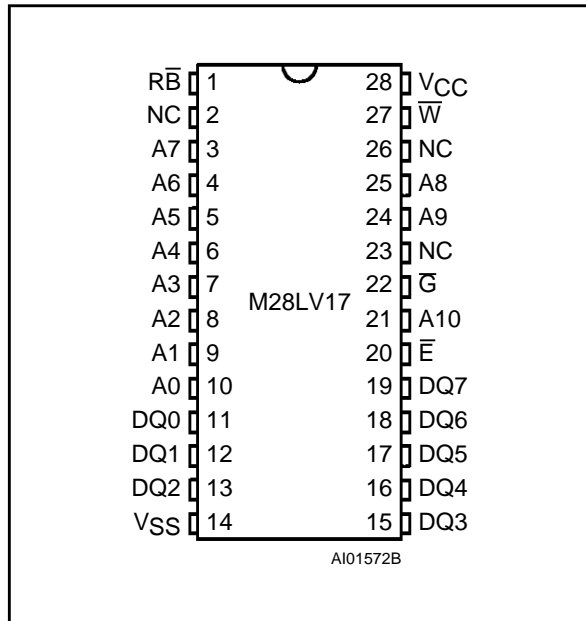 RB̅ 1 28 VCC
NC 2 27 W̅
A7 3 26 NC
A6 4 25 A8
A5 5 24 A9
A4 6 23 NC
A3 7 22 G̅
M28LV17
A2 8 21 A10
A1 9 20 E̅
A0 10 19 DQ7
DQ0 11 18 DQ6
DQ1 12 17 DQ5
DQ2 13 16 DQ4
VSS 14 15 DQ3
AI01572B